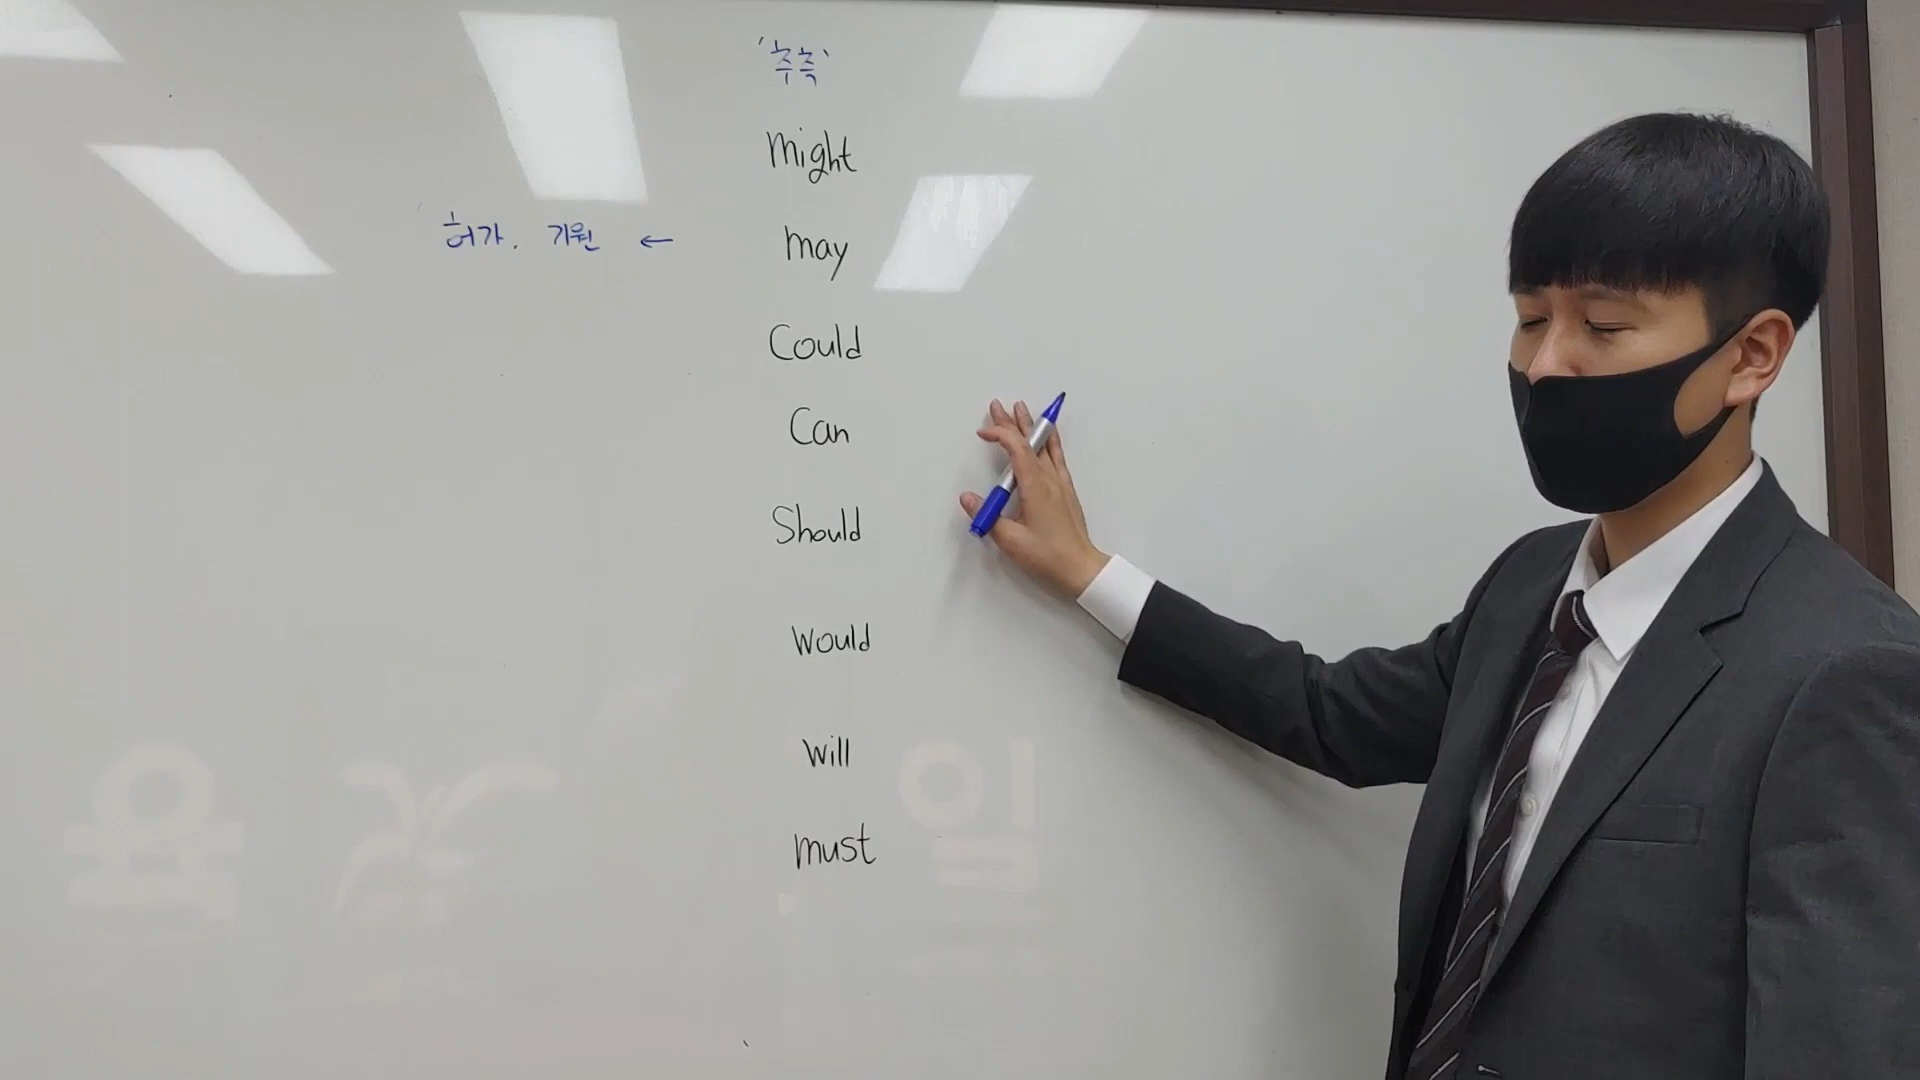 '추측'
might
허가, 기원 ← may
Could
Can
Should
would
will
must